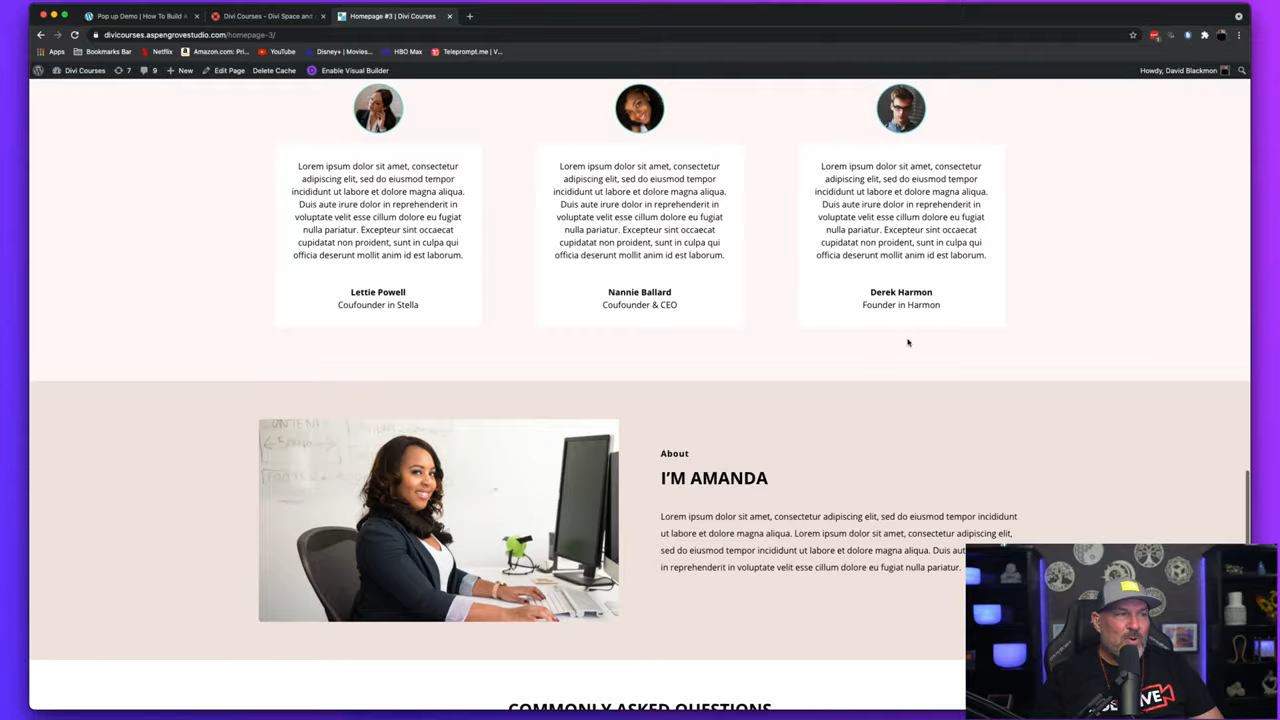 Pop up Demo | How To Build A
Divi Courses – Divi Space and
Homepage #3 | Divi Courses
divicourses.aspengrovestudio.com/homepage-3/
Apps
Bookmarks Bar
Netflix
Amazon.com: Pri...
YouTube
Disney+ | Movies...
HBO Max
Teleprompt.me | V...
Divi Courses
7
9
New
Edit Page
Delete Cache
Enable Visual Builder
Howdy, David Blackmon
Lorem ipsum dolor sit amet, consectetur
adipiscing elit, sed do eiusmod tempor
incididunt ut labore et dolore magna aliqua.
Duis aute irure dolor in reprehenderit in
voluptate velit esse cillum dolore eu fugiat
nulla pariatur. Excepteur sint occaecat
cupidatat non proident, sunt in culpa qui
officia deserunt mollit anim id est laborum.
Lettie Powell
Coufounder in Stella
Lorem ipsum dolor sit amet, consectetur
adipiscing elit, sed do eiusmod tempor
incididunt ut labore et dolore magna aliqua.
Duis aute irure dolor in reprehenderit in
voluptate velit esse cillum dolore eu fugiat
nulla pariatur. Excepteur sint occaecat
cupidatat non proident, sunt in culpa qui
officia deserunt mollit anim id est laborum.
Nannie Ballard
Coufounder & CEO
Lorem ipsum dolor sit amet, consectetur
adipiscing elit, sed do eiusmod tempor
incididunt ut labore et dolore magna aliqua.
Duis aute irure dolor in reprehenderit in
voluptate velit esse cillum dolore eu fugiat
nulla pariatur. Excepteur sint occaecat
cupidatat non proident, sunt in culpa qui
officia deserunt mollit anim id est laborum.
Derek Harmon
Founder in Harmon
About
I'M AMANDA
Lorem ipsum dolor sit amet, consectetur adipiscing elit, sed do eiusmod tempor incididunt
ut labore et dolore magna aliqua. Lorem ipsum dolor sit amet, consectetur adipiscing elit,
sed do eiusmod tempor incididunt ut labore et dolore magna aliqua. Duis aut
in reprehenderit in voluptate velit esse cillum dolore eu fugiat nulla pariatur.
COMMONLY ASKED QUESTIONS